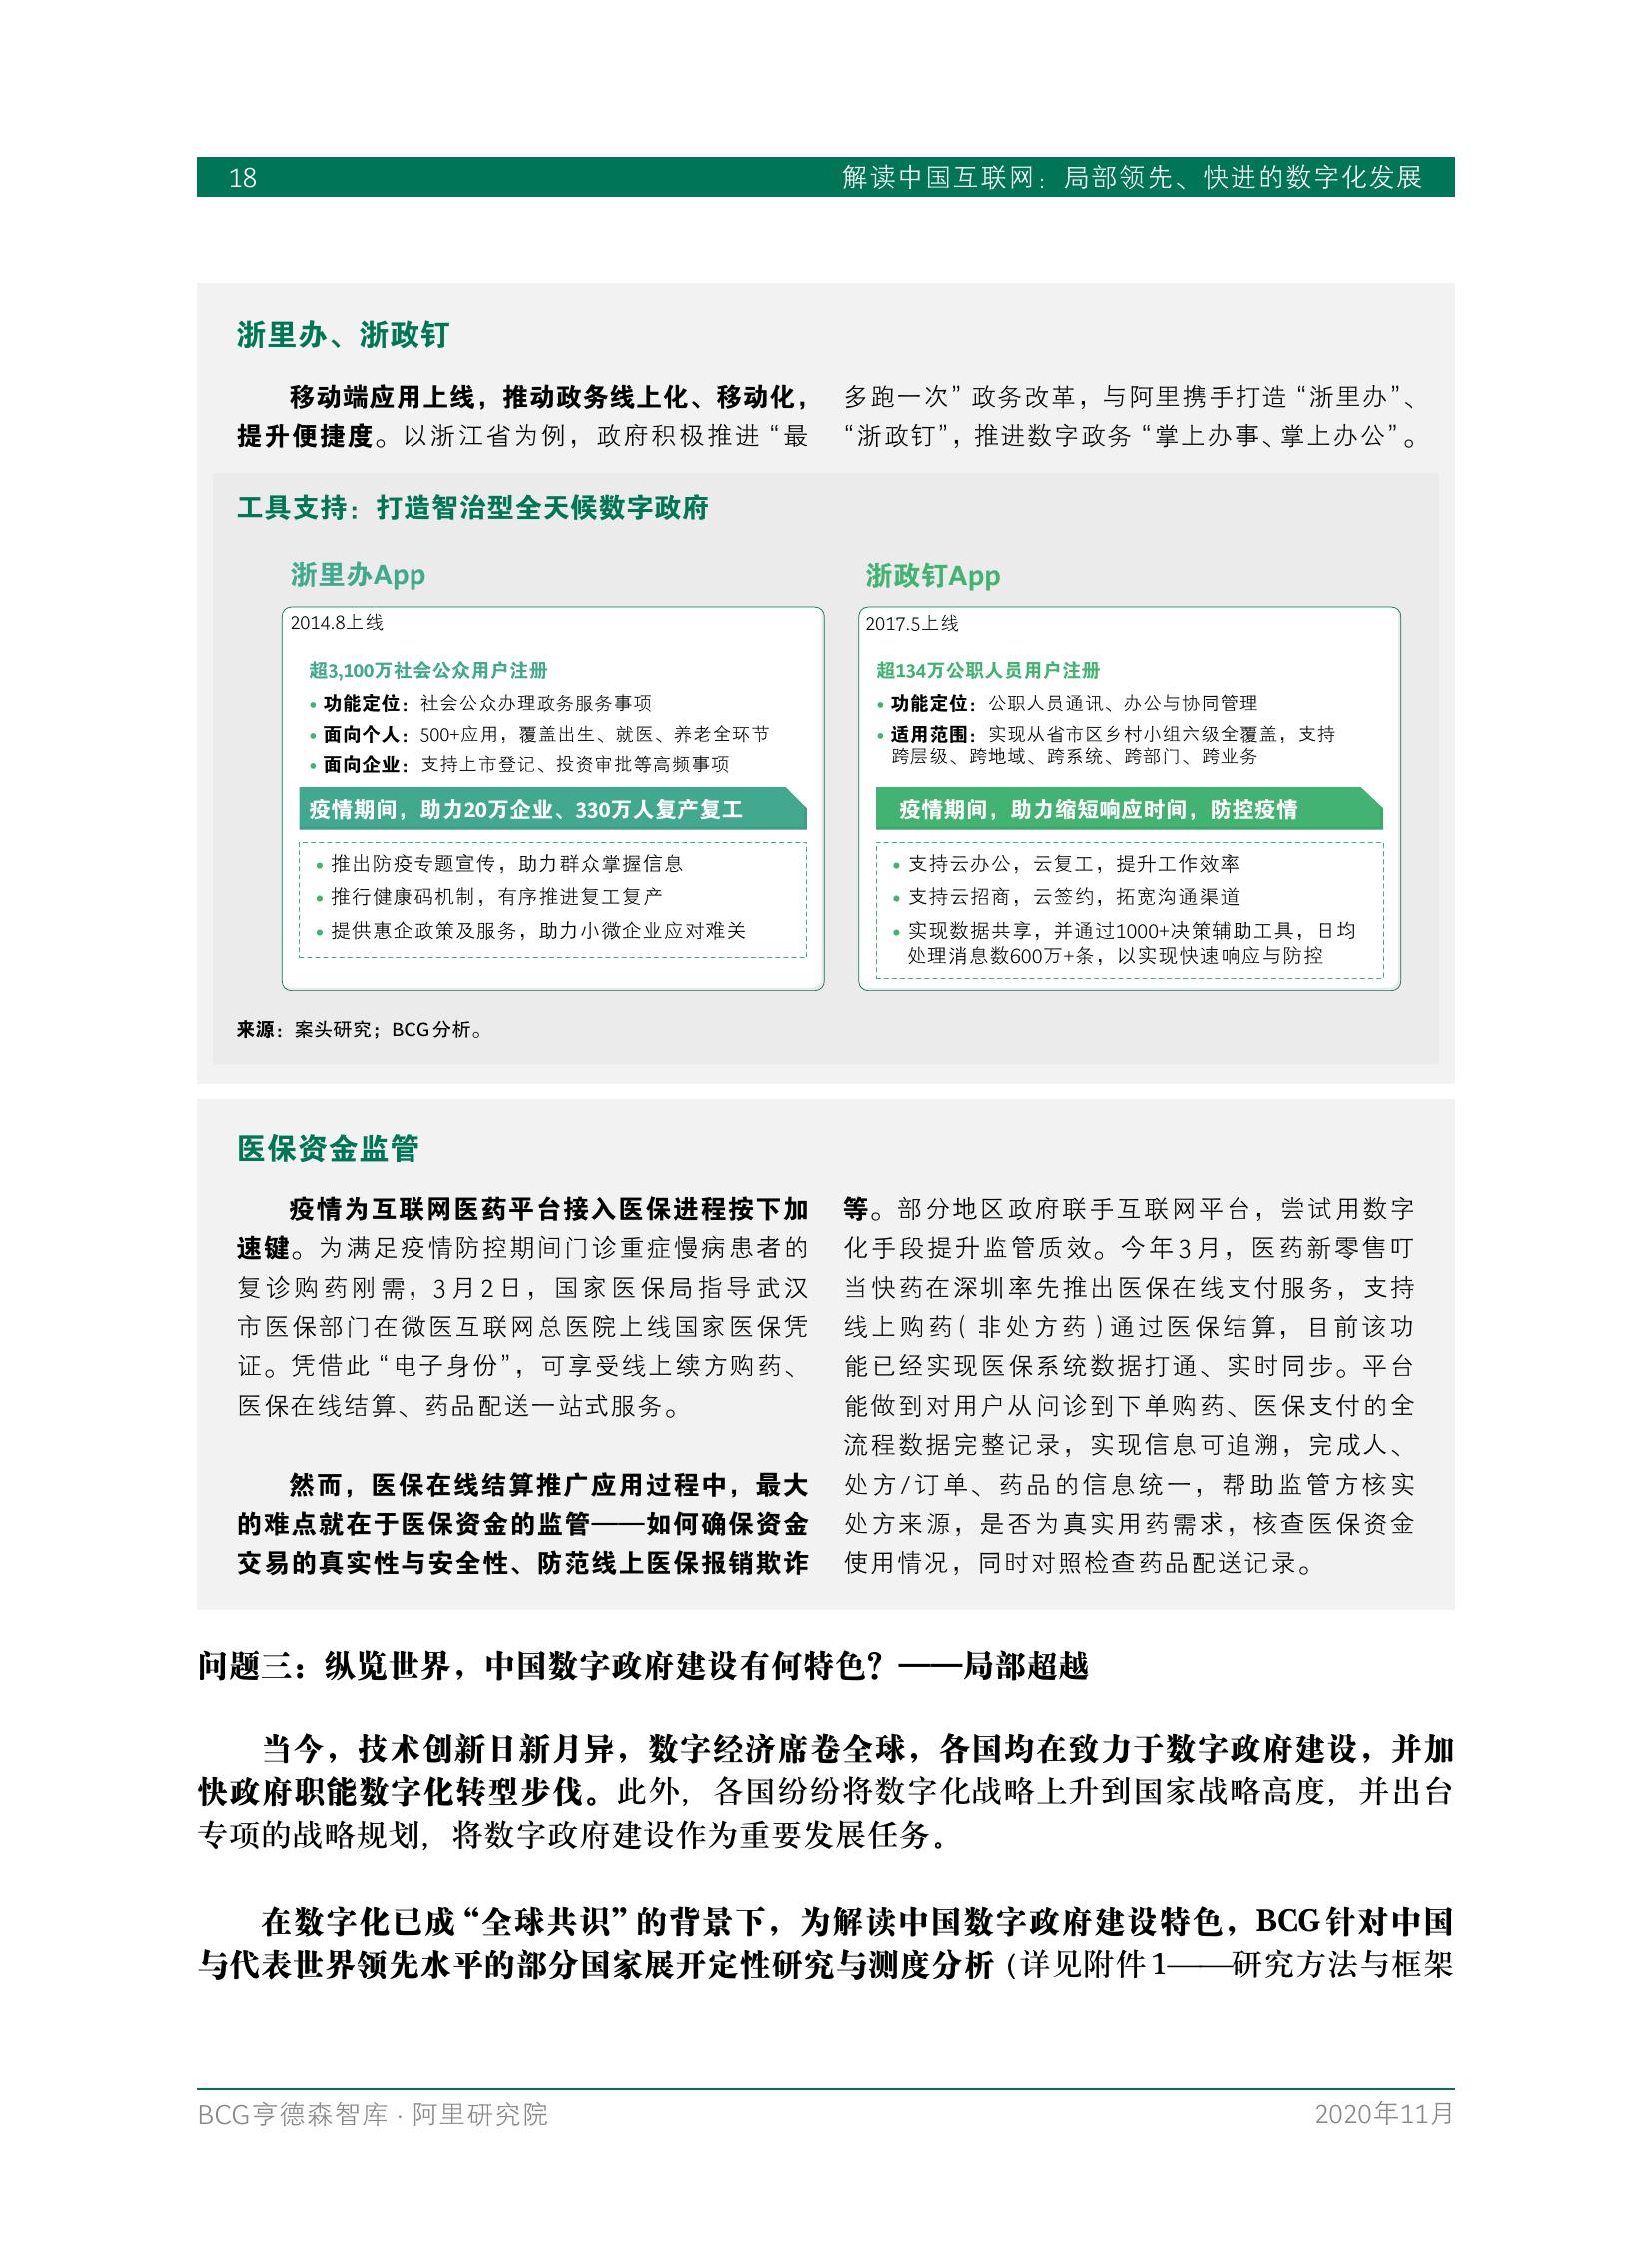 18
解读中国互联网：局部领先、快进的数字化发展
浙里办、浙政钉
移动端应用上线，推动政务线上化、移动化，
提升便捷度。以浙江省为例，政府积极推进“最
多跑一次”政务改革，与阿里携手打造“浙里办”、
“浙政钉”，推进数字政务“掌上办事、掌上办公”。
工具支持：打造智治型全天候数字政府
浙里办App
2014.8上线
超3,100万社会公众用户注册
• 功能定位：社会公众办理政务服务事项
• 面向个人：500+应用，覆盖出生、就医、养老全环节
• 面向企业：支持上市登记、投资审批等高频事项
疫情期间，助力20万企业、330万人复产复工
• 推出防疫专题宣传，助力群众掌握信息
• 推行健康码机制，有序推进复工复产
• 提供惠企政策及服务，助力小微企业应对难关
浙政钉App
2017.5上线
超134万公职人员用户注册
• 功能定位：公职人员通讯、办公与协同管理
• 适用范围：实现从省市区乡村小组六级全覆盖，支持
跨层级、跨地域、跨系统、跨部门、跨业务
疫情期间，助力缩短响应时间，防控疫情
• 支持云办公，云复工，提升工作效率
• 支持云招商，云签约，拓宽沟通渠道
• 实现数据共享，并通过1000+决策辅助工具，日均
处理消息数600万+条，以实现快速响应与防控
来源：案头研究；BCG分析。
医保资金监管
疫情为互联网医药平台接入医保进程按下加
速键。为满足疫情防控期间门诊重症慢病患者的
复诊购药刚需，3月2日，国家医保局指导武汉
市医保部门在微医互联网总医院上线国家医保凭
证。凭借此“电子身份”，可享受线上续方购药、
医保在线结算、药品配送一站式服务。
然而，医保在线结算推广应用过程中，最大
的难点就在于医保资金的监管——如何确保资金
交易的真实性与安全性、防范线上医保报销欺诈
等。部分地区政府联手互联网平台，尝试用数字
化手段提升监管质效。今年3月，医药新零售叮
当快药在深圳率先推出医保在线支付服务，支持
线上购药(非处方药)通过医保结算，目前该功
能已经实现医保系统数据打通、实时同步。平台
能做到对用户从问诊到下单购药、医保支付的全
流程数据完整记录，实现信息可追溯，完成人、
处方/订单、药品的信息统一，帮助监管方核实
处方来源，是否为真实用药需求，核查医保资金
使用情况，同时对照检查药品配送记录。
问题三：纵览世界，中国数字政府建设有何特色？——局部超越
当今，技术创新日新月异，数字经济席卷全球，各国均在致力于数字政府建设，并加
快政府职能数字化转型步伐。此外，各国纷纷将数字化战略上升到国家战略高度，并出台
专项的战略规划，将数字政府建设作为重要发展任务。
在数字化已成“全球共识”的背景下，为解读中国数字政府建设特色，BCG针对中国
与代表世界领先水平的部分国家展开定性研究与测度分析(详见附件1——研究方法与框架
BCG亨德森智库 · 阿里研究院
2020年11月